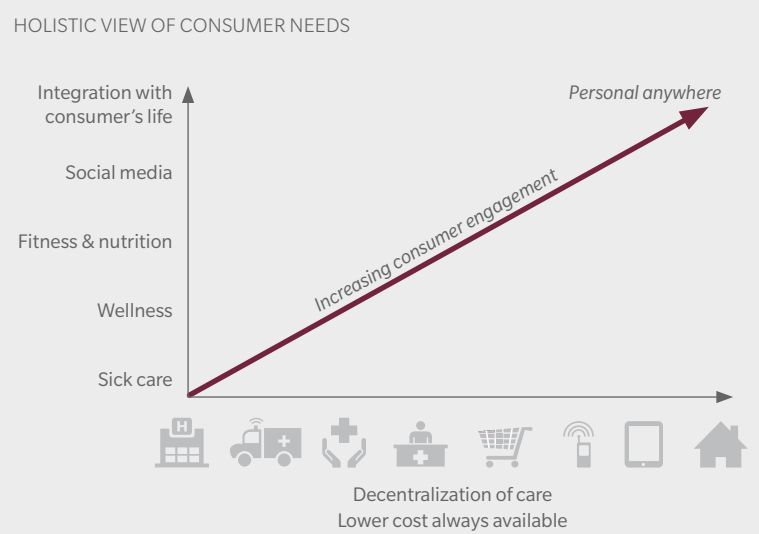 HOLISTIC VIEW OF CONSUMER NEEDS
Integration with
consumer’s life
Personal anywhere
Social media
Increasing consumer engagement
Fitness & nutrition
Wellness
Sick care
H
Decentralization of care
Lower cost always available